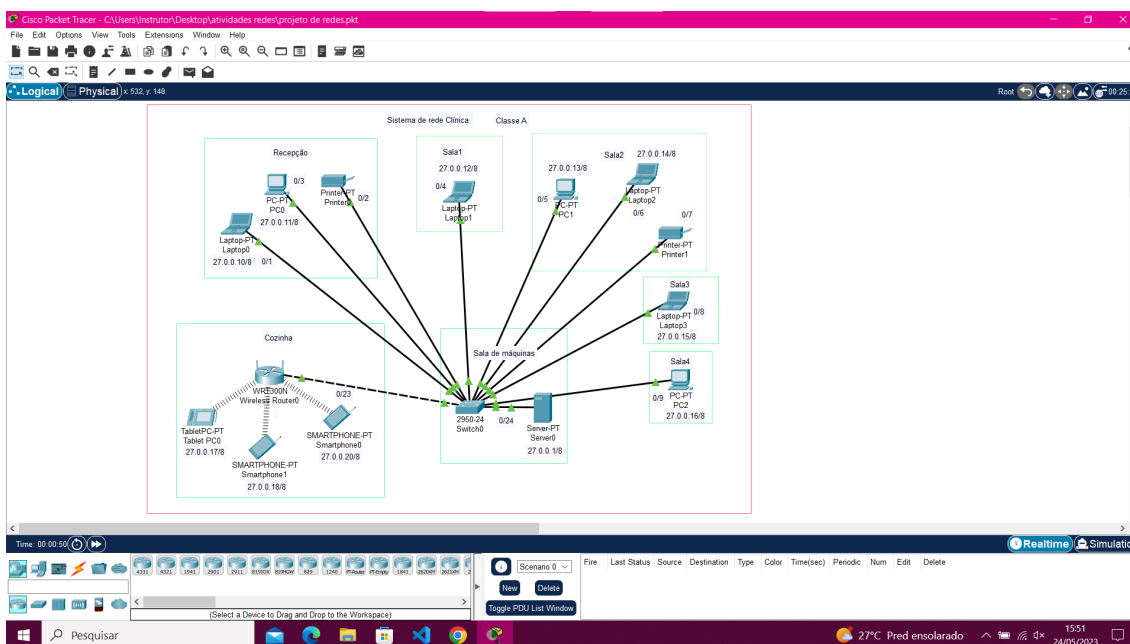 Cisco Packet Tracer - C:\Users\Instrutor\Desktop\atividades redes\projeto de redes.pkt
File Edit Options View Tools Extensions Window Help
Logical Physical x: 532, y: 148 Root 00:25:
Sistema de rede Clínica Classe A
Recepção
0/3
PC-PT
PC0
27.0.0.11/8
Printer-PT
0/2
Laptop-PT
Laptop0
27.0.0.10/8 0/1
Sala1
27.0.0.12/8
0/4
Laptop-PT
Laptop1
Sala2 27.0.0.14/8
27.0.0.13/8
0/5
PC-PT
PC1
Laptop-PT
Laptop2
0/6
0/7
Printer-PT
Printer1
Sala3
Laptop-PT 0/8
Laptop3
27.0.0.15/8
Sala4
0/9 PC-PT
PC2
27.0.0.16/8
Cozinha
WRT300N
Wireless Router0
0/23
TabletPC-PT
Tablet PC0
27.0.0.17/8
SMARTPHONE-PT
Smartphone1
27.0.0.18/8
SMARTPHONE-PT
Smartphone0
27.0.0.20/8
Sala de máquinas
2950-24
Switch0
0/24
Server-PT
Server0
27.0.0.1/8
Time: 00:00:50 Realtime Simulatio
4331 4321 1941 2901 2911 819IOX 819HGW 829 1240 PT-Router PT-Empty 1841 2620XM 2621XM
(Select a Device to Drag and Drop to the Workspace)
Scenario 0
New Delete
Toggle PDU List Window
Fire Last Status Source Destination Type Color Time(sec) Periodic Num Edit Delete
Pesquisar
27°C Pred ensolarado
15:51
24/05/2023